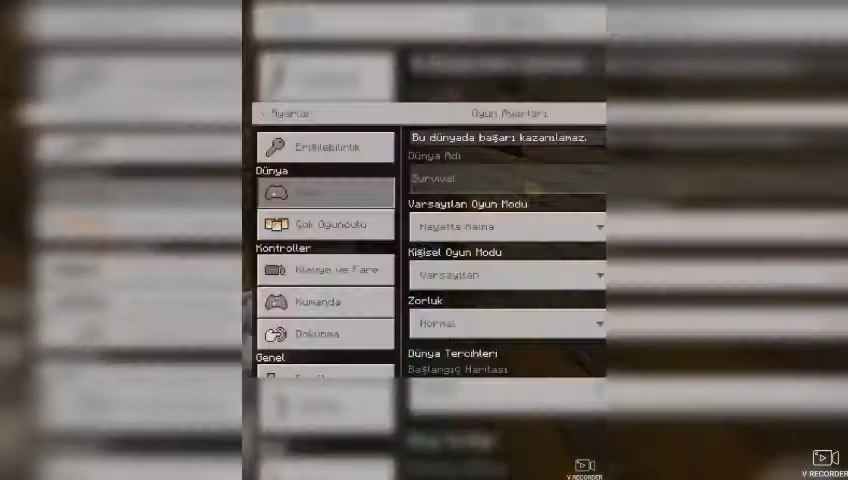 Ayarlar
Oyun Ayarları
Erişilebilirlik
Bu dünyada başarı kazanılamaz.
Dünya Adı
Dünya
Survival
Varsayılan Oyun Modu
Çok Oyunculu
Hayatta Kalma
Kontroller
Kişisel Oyun Modu
Klavye ve Fare
Varsayılan
Kumanda
Zorluk
Dokunma
Normal
Genel
Dünya Tercihleri
Başlangıç Haritası
V RECORDER
V RECORDER